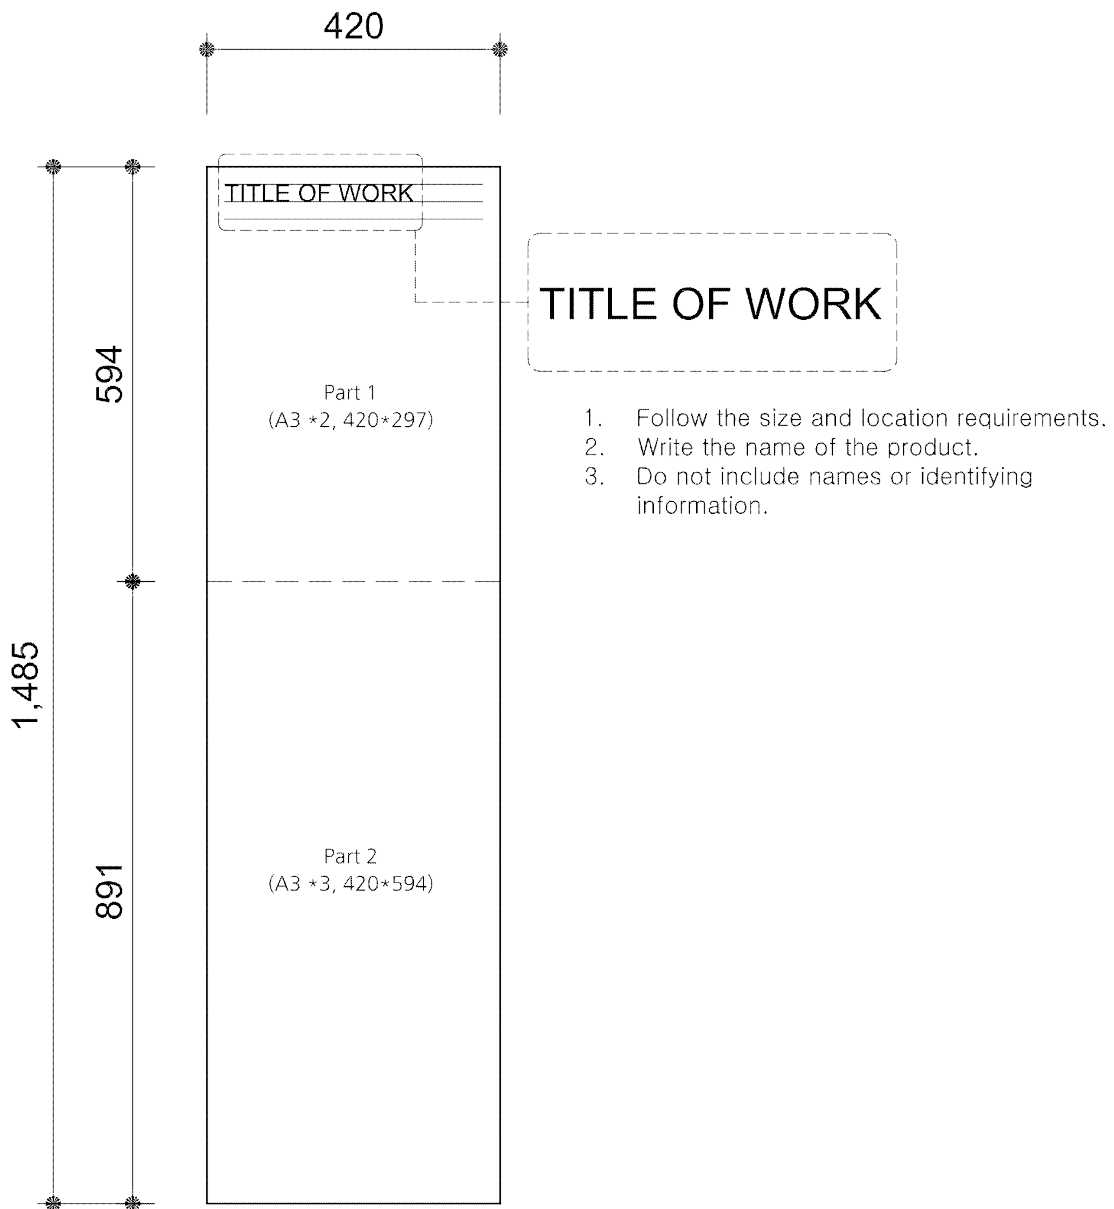 420
TITLE OF WORK
TITLE OF WORK
594
Part 1
(A3 *2, 420*297)
1. Follow the size and location requirements.
2. Write the name of the product.
3. Do not include names or identifying
information.
1,485
891
Part 2
(A3 *3, 420*594)